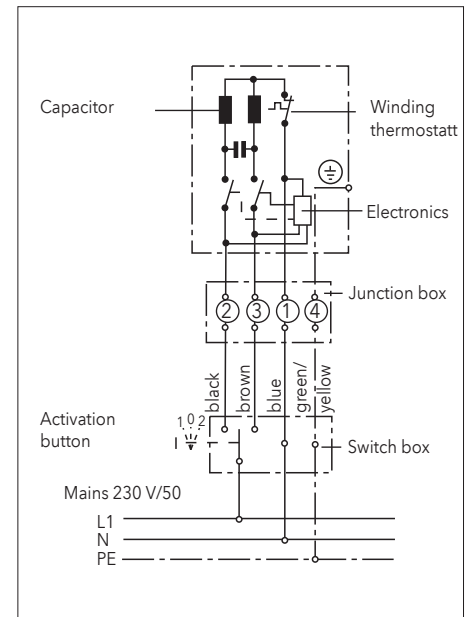 Capacitor
Winding
thermostatt
Electronics
Junction box
2 3 1 4
black
brown
blue
green/
yellow
Activation
button
1 0 2
Switch box
Mains 230 V/50
L1
N
PE